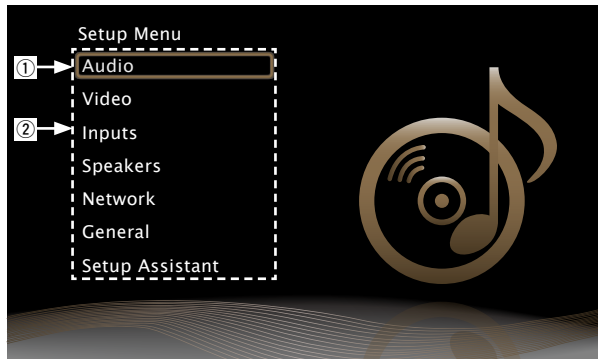 Setup Menu
① Audio
Video
② Inputs
Speakers
Network
General
Setup Assistant